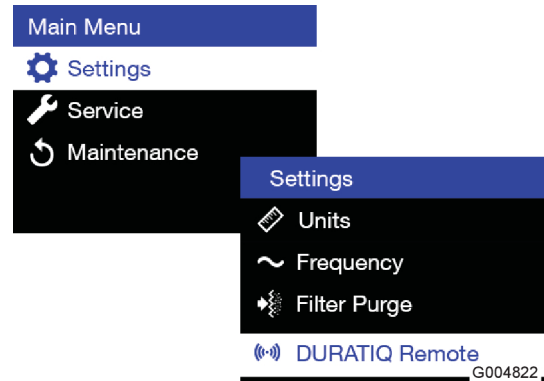 Main Menu
Settings
Service
Maintenance
Settings
Units
Frequency
Filter Purge
DURATIQ Remote
G004822